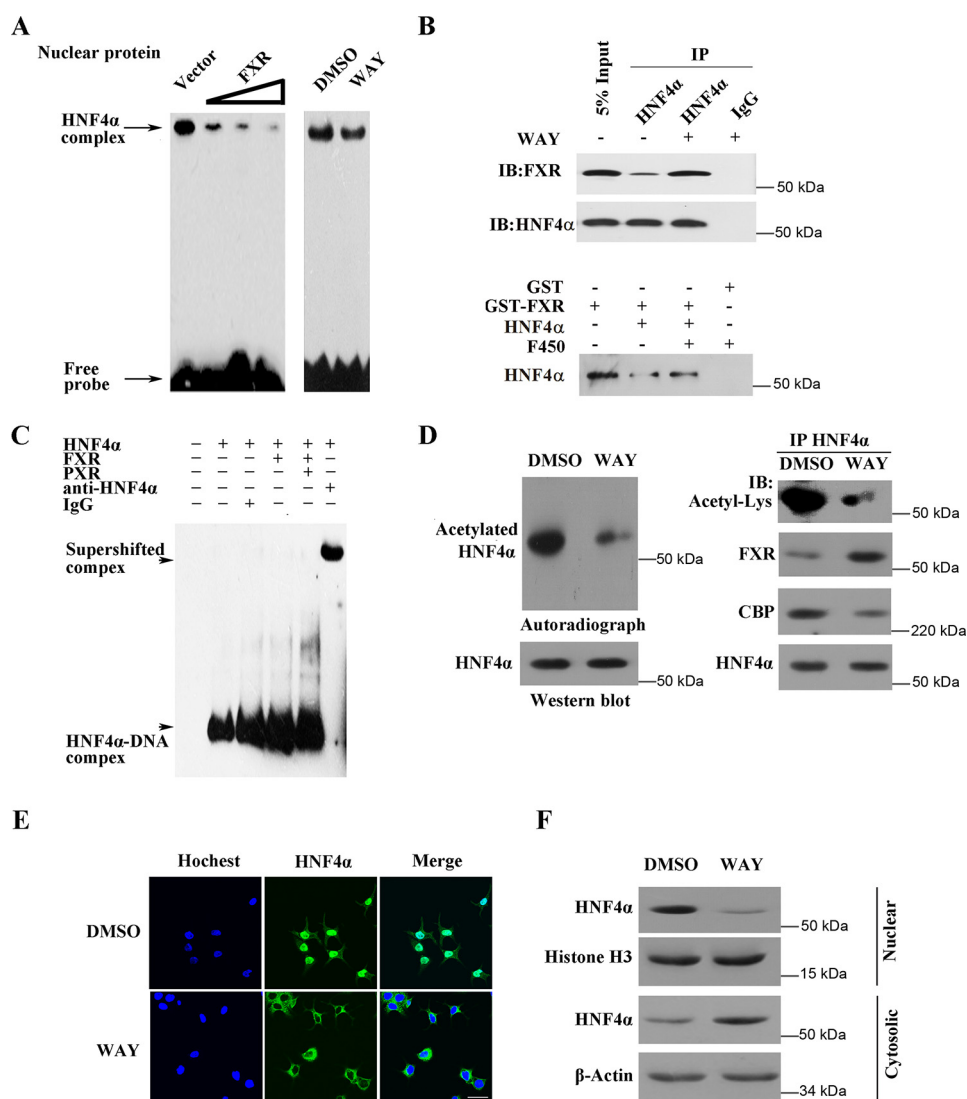 A
Nuclear protein
Vector
FXR
DMSO
WAY
HNF4α
complex
Free
probe
B
5% Input
IP
HNF4α
HNF4α
IgG
WAY - - + +
IB:FXR
50 kDa
IB:HNF4α
50 kDa
GST - - - +
GST-FXR + + + -
HNF4α - + + -
F450 - - + +
HNF4α
50 kDa
C
HNF4α – + + + + +
FXR – – – + + –
PXR – – – – + –
anti-HNF4α – – – – – +
IgG – – + – – –
Supershifted
compex
HNF4α-DNA
compex
D
DMSO WAY
Acetylated
HNF4α
50 kDa
Autoradiograph
HNF4α
50 kDa
Western blot
IP HNF4α
DMSO WAY
IB:
Acetyl-Lys
50 kDa
FXR
50 kDa
CBP
220 kDa
HNF4α
50 kDa
E
Hochest HNF4α Merge
DMSO
WAY
F
DMSO WAY
HNF4α
50 kDa
Histone H3
15 kDa
Nuclear
HNF4α
50 kDa
β-Actin
34 kDa
Cytosolic